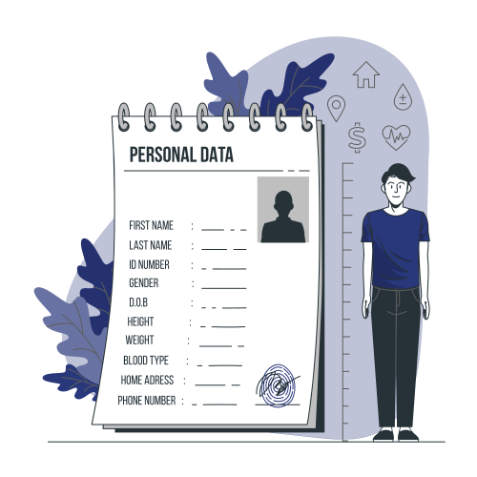 PERSONAL DATA
FIRST NAME :
LAST NAME :
ID NUMBER :
GENDER :
D.O.B :
HEIGHT :
WEIGHT :
BLOOD TYPE :
HOME ADRESS :
PHONE NUMBER :
$